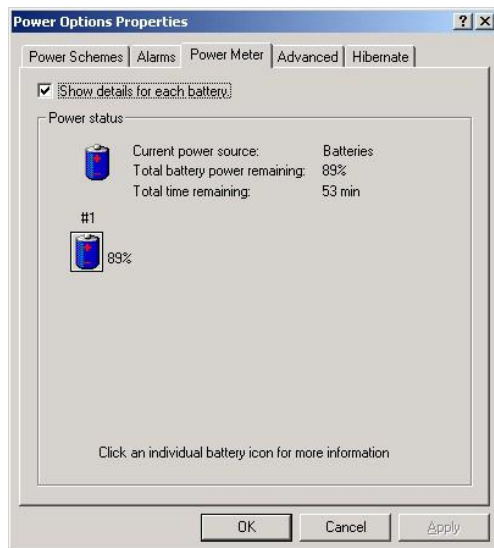 Power Options Properties
Power Schemes Alarms Power Meter Advanced Hibernate
Show details for each battery.
Power status
Current power source: Batteries
Total battery power remaining: 89%
Total time remaining: 53 min
#1
89%
Click an individual battery icon for more information
OK Cancel Apply